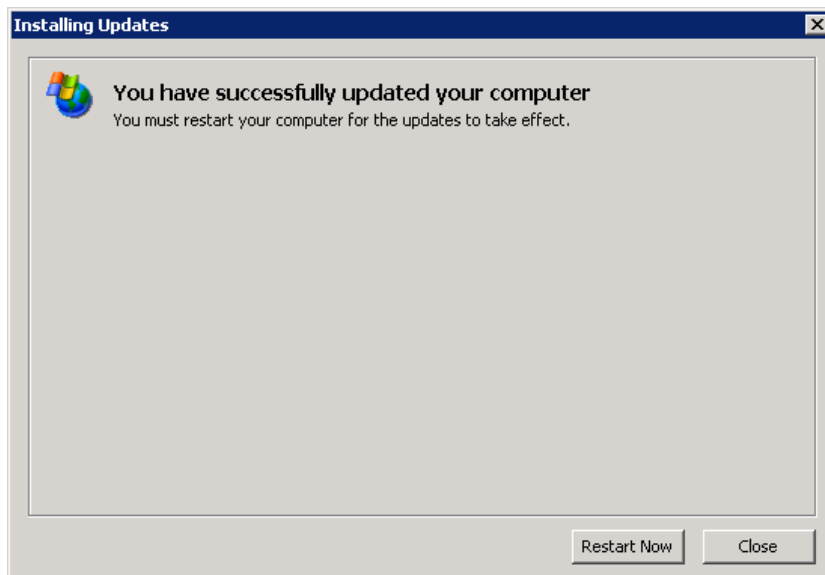 Installing Updates
You have successfully updated your computer
You must restart your computer for the updates to take effect.
Restart Now
Close